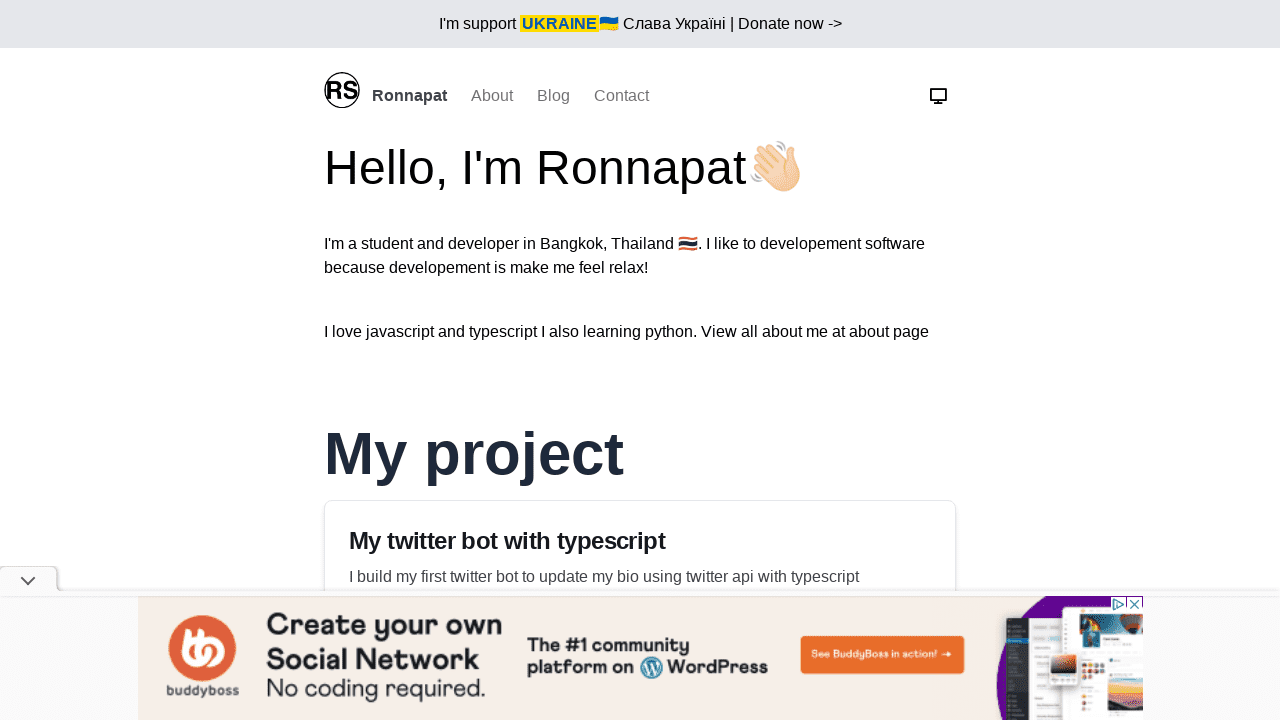 I'm support UKRAINE🇺🇦 Слава Україні | Donate now ->
RS Ronnapat About Blog Contact
Hello, I'm Ronnapat👋🏻
I'm a student and developer in Bangkok, Thailand 🇹🇭. I like to developement software
because developement is make me feel relax!
I love javascript and typescript I also learning python. View all about me at about page
My project
My twitter bot with typescript
I build my first twitter bot to update my bio using twitter api with typescript
buddyboss
Create your own
Social Network
No coding required.
The #1 community
platform on WordPress
See BuddyBoss in action! →